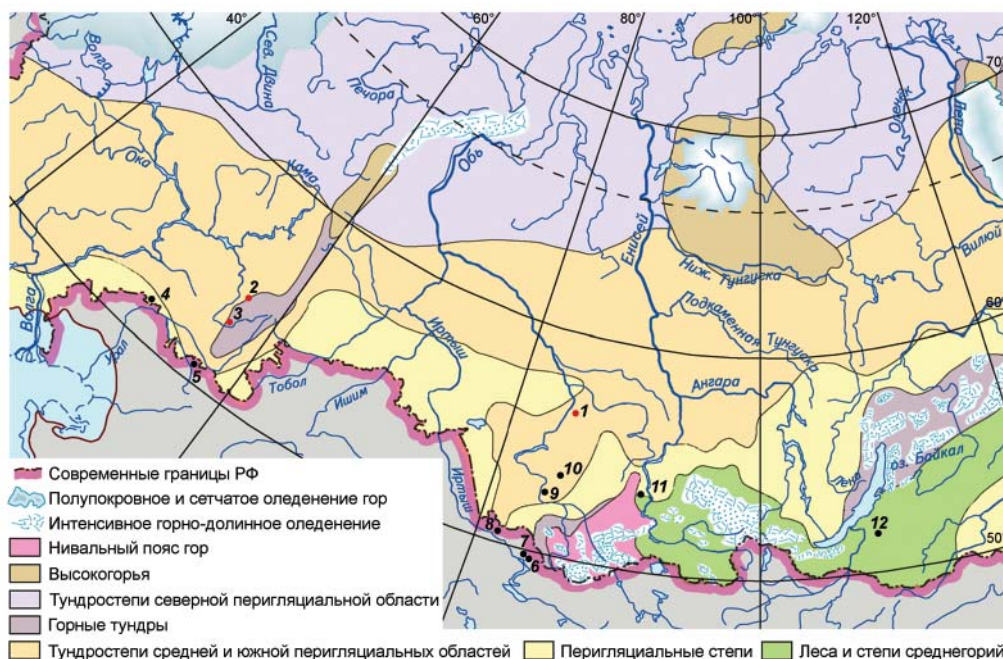 40°
60°
80°
100°
120°
70°
60°
50°
Волга
Сев. Двина
Печора
Обь
Енисей
Оленёк
Лена
Ока
Кама
Вилюй
Ниж. Тунгуска
Подкаменная Тунгуска
Ангара
Волга
Урал
Тобол
Ишим
Иртыш
Иртыш
Лена
оз. Байкал
1
2
3
4
5
6
7
8
9
10
11
12
Современные границы РФ
Полупокровное и сетчатое оледенение гор
Интенсивное горно-долинное оледенение
Нивальный пояс гор
Высокогорья
Тундростепи северной перигляциальной области
Горные тундры
Тундростепи средней и южной перигляциальных областей
Перигляциальные степи
Леса и степи среднегорий